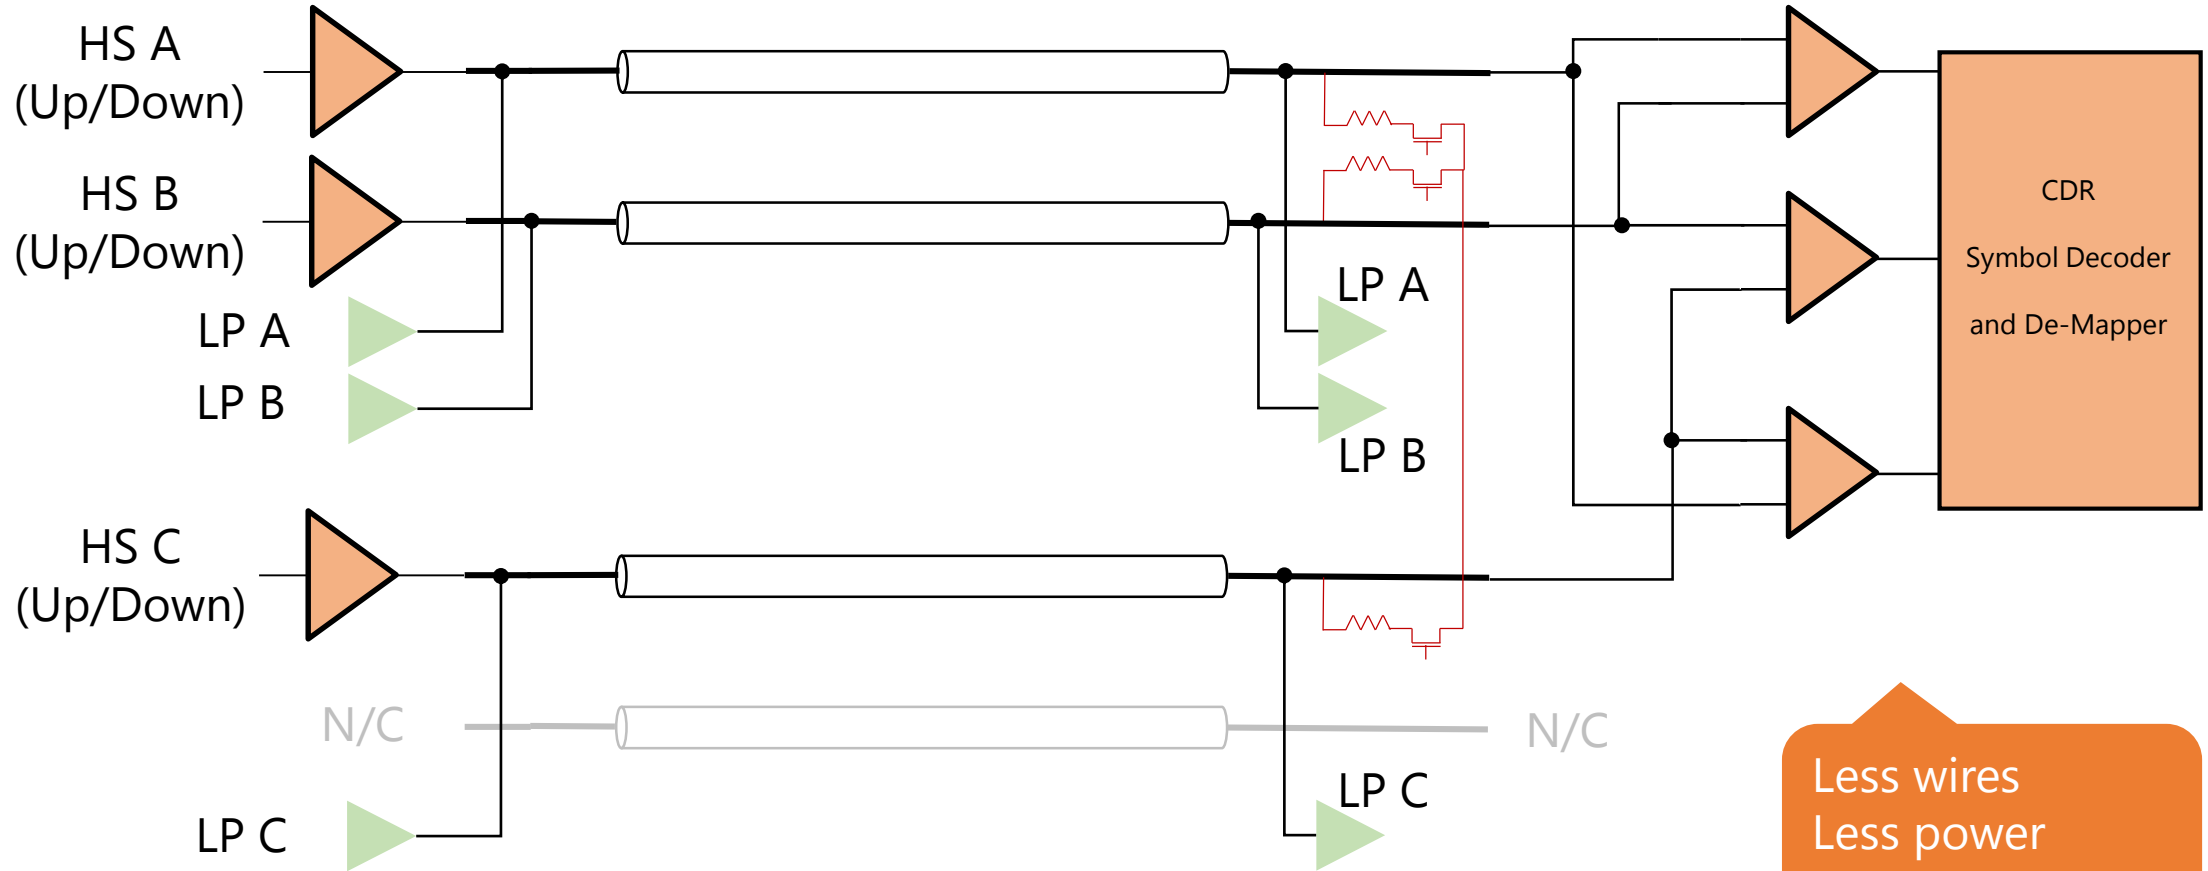 HS A
(Up/Down)
HS B
(Up/Down)
LP A
LP B
LP A
LP B
CDR
Symbol Decoder
and De-Mapper
HS C
(Up/Down)
N/C
N/C
LP C
LP C
Less wires
Less power